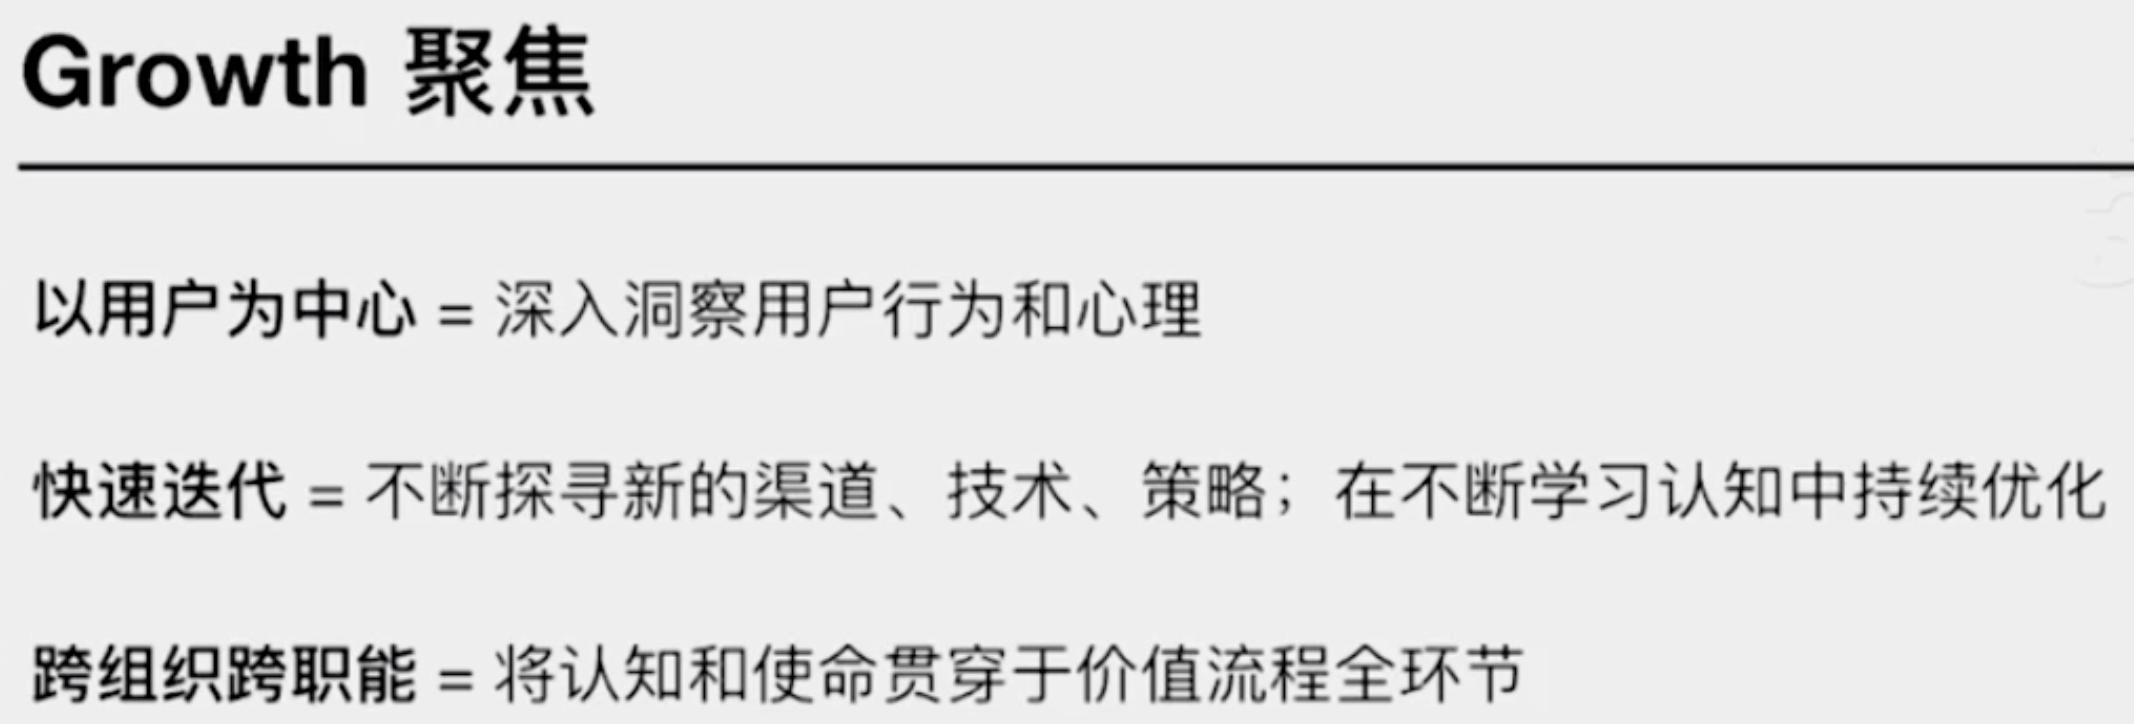 Growth 聚焦
以用户为中心 = 深入洞察用户行为和心理
快速迭代 = 不断探寻新的渠道、技术、策略；在不断学习认知中持续优化
跨组织跨职能 = 将认知和使命贯穿于价值流程全环节